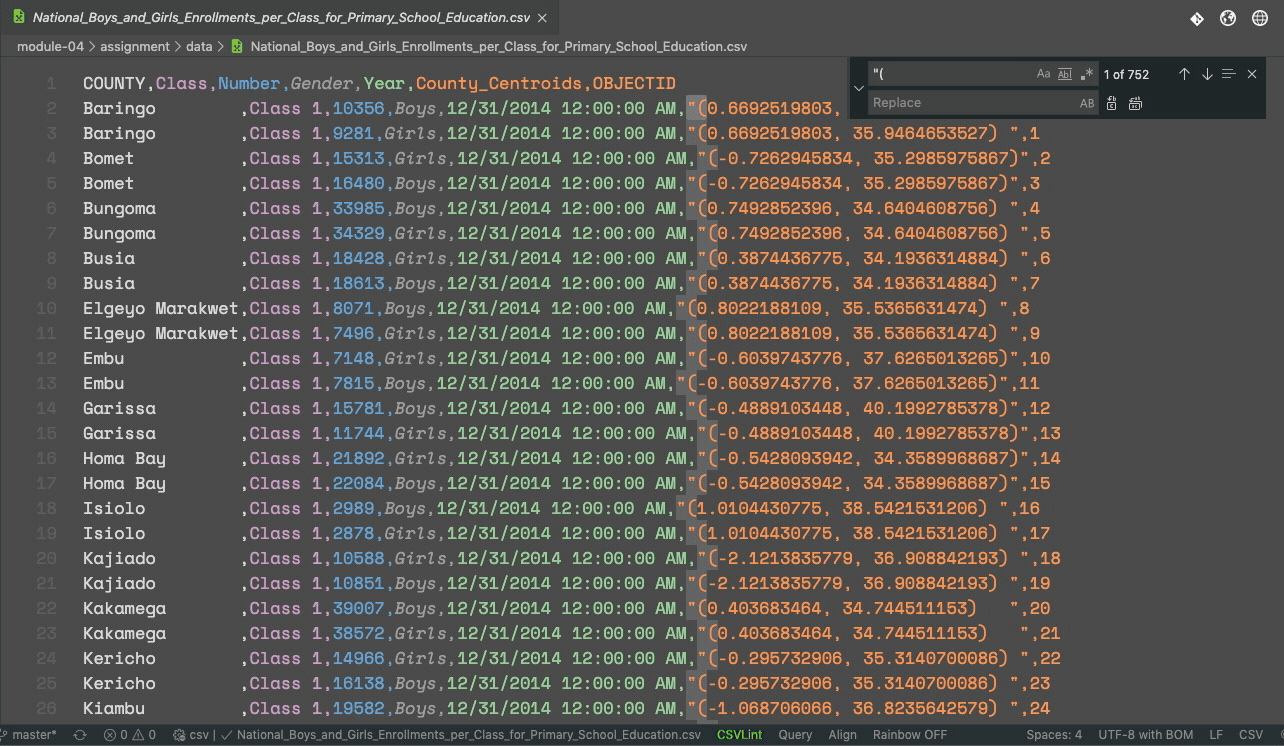 National_Boys_and_Girls_Enrollments_per_Class_for_Primary_School_Education.csv
module-04 > assignment > data > National_Boys_and_Girls_Enrollments_per_Class_for_Primary_School_Education.csv
"( Aa Ab .* 1 of 752
Replace AB
1 COUNTY,Class,Number,Gender,Year,County_Centroids,OBJECTID
2 Baringo ,Class 1,10356,Boys,12/31/2014 12:00:00 AM,"(0.6692519803,
3 Baringo ,Class 1,9281,Girls,12/31/2014 12:00:00 AM,"(0.6692519803, 35.9464653527) ",1
4 Bomet ,Class 1,15313,Girls,12/31/2014 12:00:00 AM,"(-0.7262945834, 35.2985975867)",2
5 Bomet ,Class 1,16480,Boys,12/31/2014 12:00:00 AM,"(-0.7262945834, 35.2985975867)",3
6 Bungoma ,Class 1,33985,Boys,12/31/2014 12:00:00 AM,"(0.7492852396, 34.6404608756) ",4
7 Bungoma ,Class 1,34329,Girls,12/31/2014 12:00:00 AM,"(0.7492852396, 34.6404608756) ",5
8 Busia ,Class 1,18428,Girls,12/31/2014 12:00:00 AM,"(0.3874436775, 34.1936314884) ",6
9 Busia ,Class 1,18613,Boys,12/31/2014 12:00:00 AM,"(0.3874436775, 34.1936314884) ",7
10 Elgeyo Marakwet,Class 1,8071,Boys,12/31/2014 12:00:00 AM,"(0.8022188109, 35.5365631474) ",8
11 Elgeyo Marakwet,Class 1,7496,Girls,12/31/2014 12:00:00 AM,"(0.8022188109, 35.5365631474) ",9
12 Embu ,Class 1,7148,Girls,12/31/2014 12:00:00 AM,"(-0.6039743776, 37.6265013265)",10
13 Embu ,Class 1,7815,Boys,12/31/2014 12:00:00 AM,"(-0.6039743776, 37.6265013265)",11
14 Garissa ,Class 1,15781,Boys,12/31/2014 12:00:00 AM,"(-0.4889103448, 40.1992785378)",12
15 Garissa ,Class 1,11744,Girls,12/31/2014 12:00:00 AM,"(-0.4889103448, 40.1992785378)",13
16 Homa Bay ,Class 1,21892,Girls,12/31/2014 12:00:00 AM,"(-0.5428093942, 34.3589968687)",14
17 Homa Bay ,Class 1,22084,Boys,12/31/2014 12:00:00 AM,"(-0.5428093942, 34.3589968687)",15
18 Isiolo ,Class 1,2989,Boys,12/31/2014 12:00:00 AM,"(1.0104430775, 38.5421531206) ",16
19 Isiolo ,Class 1,2878,Girls,12/31/2014 12:00:00 AM,"(1.0104430775, 38.5421531206) ",17
20 Kajiado ,Class 1,10588,Girls,12/31/2014 12:00:00 AM,"(-2.1213835779, 36.908842193) ",18
21 Kajiado ,Class 1,10851,Boys,12/31/2014 12:00:00 AM,"(-2.1213835779, 36.908842193) ",19
22 Kakamega ,Class 1,39007,Boys,12/31/2014 12:00:00 AM,"(0.403683464, 34.744511153) ",20
23 Kakamega ,Class 1,38572,Girls,12/31/2014 12:00:00 AM,"(0.403683464, 34.744511153) ",21
24 Kericho ,Class 1,14966,Girls,12/31/2014 12:00:00 AM,"(-0.295732906, 35.3140700086) ",22
25 Kericho ,Class 1,16138,Boys,12/31/2014 12:00:00 AM,"(-0.295732906, 35.3140700086) ",23
26 Kiambu ,Class 1,19582,Boys,12/31/2014 12:00:00 AM,"(-1.068706066, 36.8235642579) ",24
master* 0 0 csv | ✓ National_Boys_and_Girls_Enrollments_per_Class_for_Primary_School_Education.csv CSVLint Query Align Rainbow OFF Spaces: 4 UTF-8 with BOM LF CSV